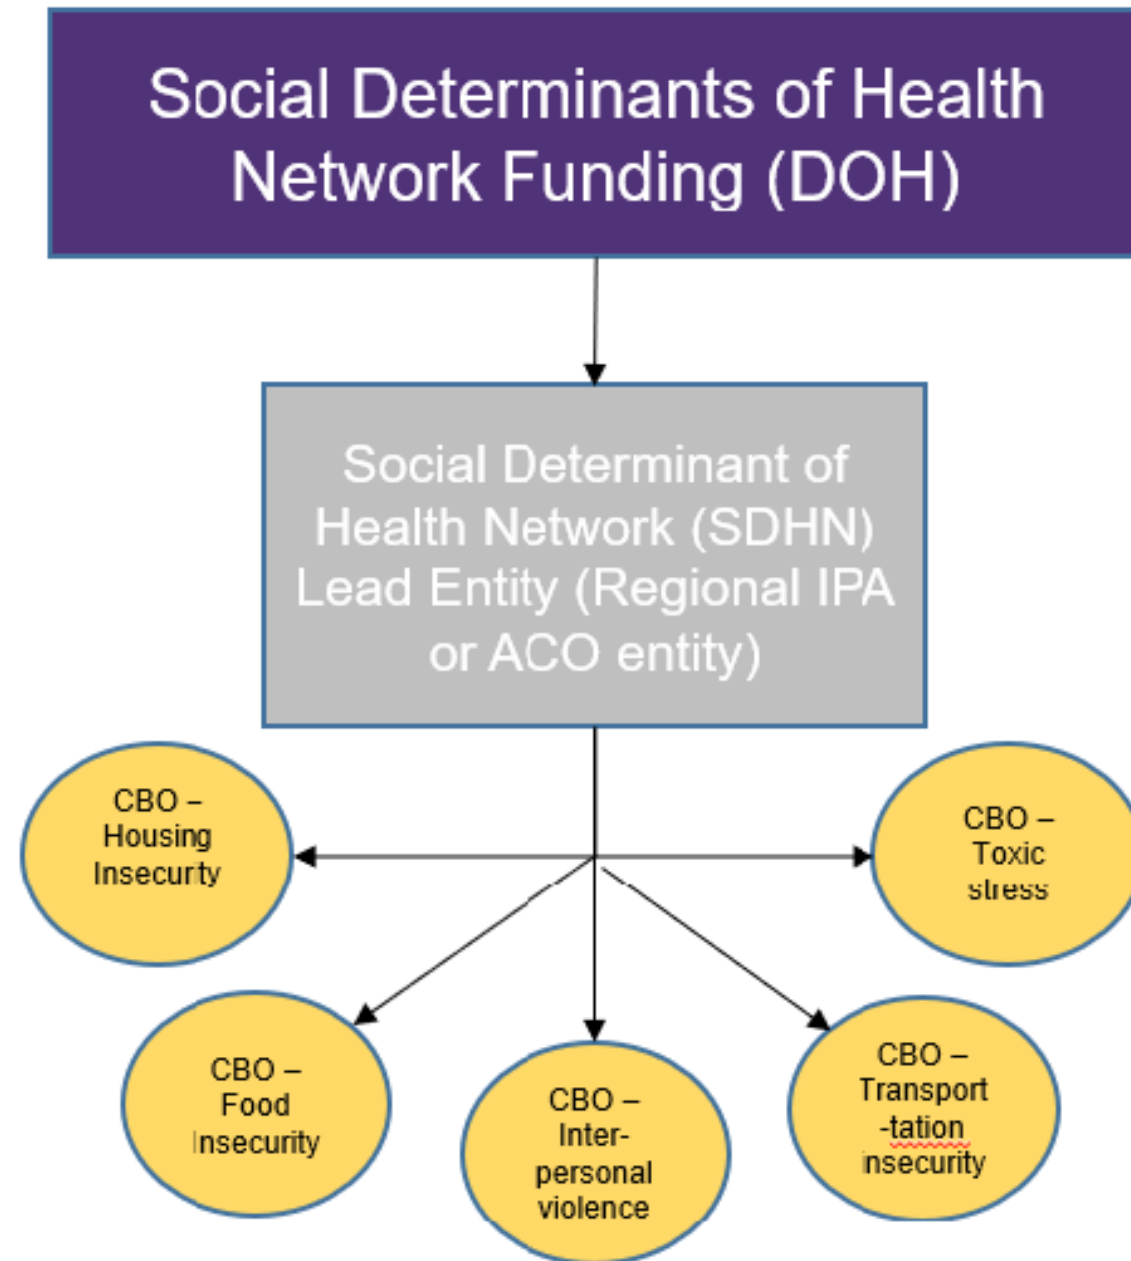 Social Determinants of Health
Network Funding (DOH)
Social Determinant of
Health Network (SDHN)
Lead Entity (Regional IPA
or ACO entity)
CBO –
Housing
Insecurity
CBO –
Toxic
stress
CBO –
Food
Insecurity
CBO –
Inter-
personal
violence
CBO –
Transport
-tation
insecurity